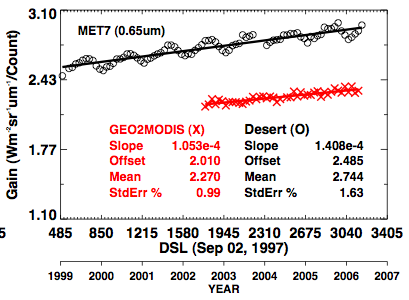 3.10
MET7 (0.65um)
2.43
1.77
1.10
Gain (Wm⁻²sr⁻¹um⁻¹/Count)
GEO2MODIS (X) Desert (O)
Slope 1.053e-4 Slope 1.408e-4
Offset 2.010 Offset 2.485
Mean 2.270 Mean 2.744
StdErr % 0.99 StdErr % 1.63
5 485 850 1215 1580 1945 2310 2675 3040 3405
DSL (Sep 02, 1997)
1999 2000 2001 2002 2003 2004 2005 2006 2007
YEAR